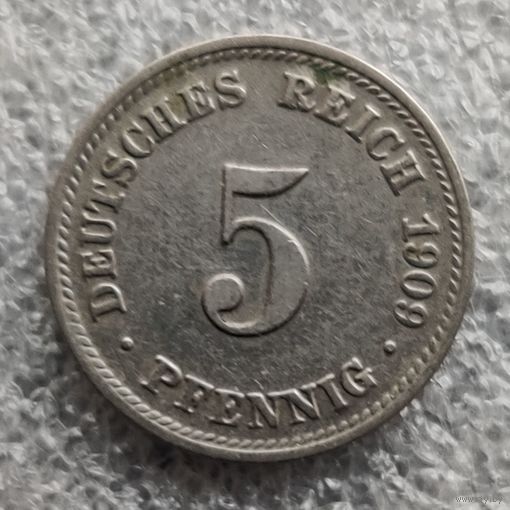 DEUTSCHES REICH 1909
5
• PFENNIG •